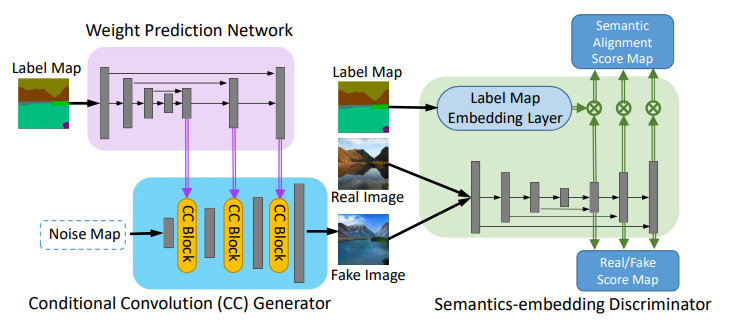 Weight Prediction Network
Label Map
Noise Map
CC Block
CC Block
CC Block
Conditional Convolution (CC) Generator
Label Map
Real Image
Fake Image
Semantic
Alignment
Score Map
Label Map
Embedding Layer
Real/Fake
Score Map
Semantics-embedding Discriminator